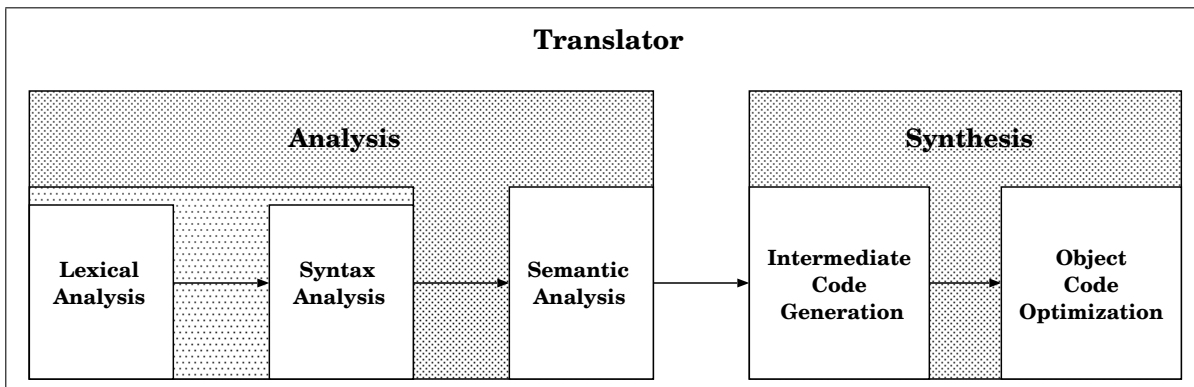 Translator
Analysis
Synthesis
Lexical
Analysis
Syntax
Analysis
Semantic
Analysis
Intermediate
Code
Generation
Object
Code
Optimization